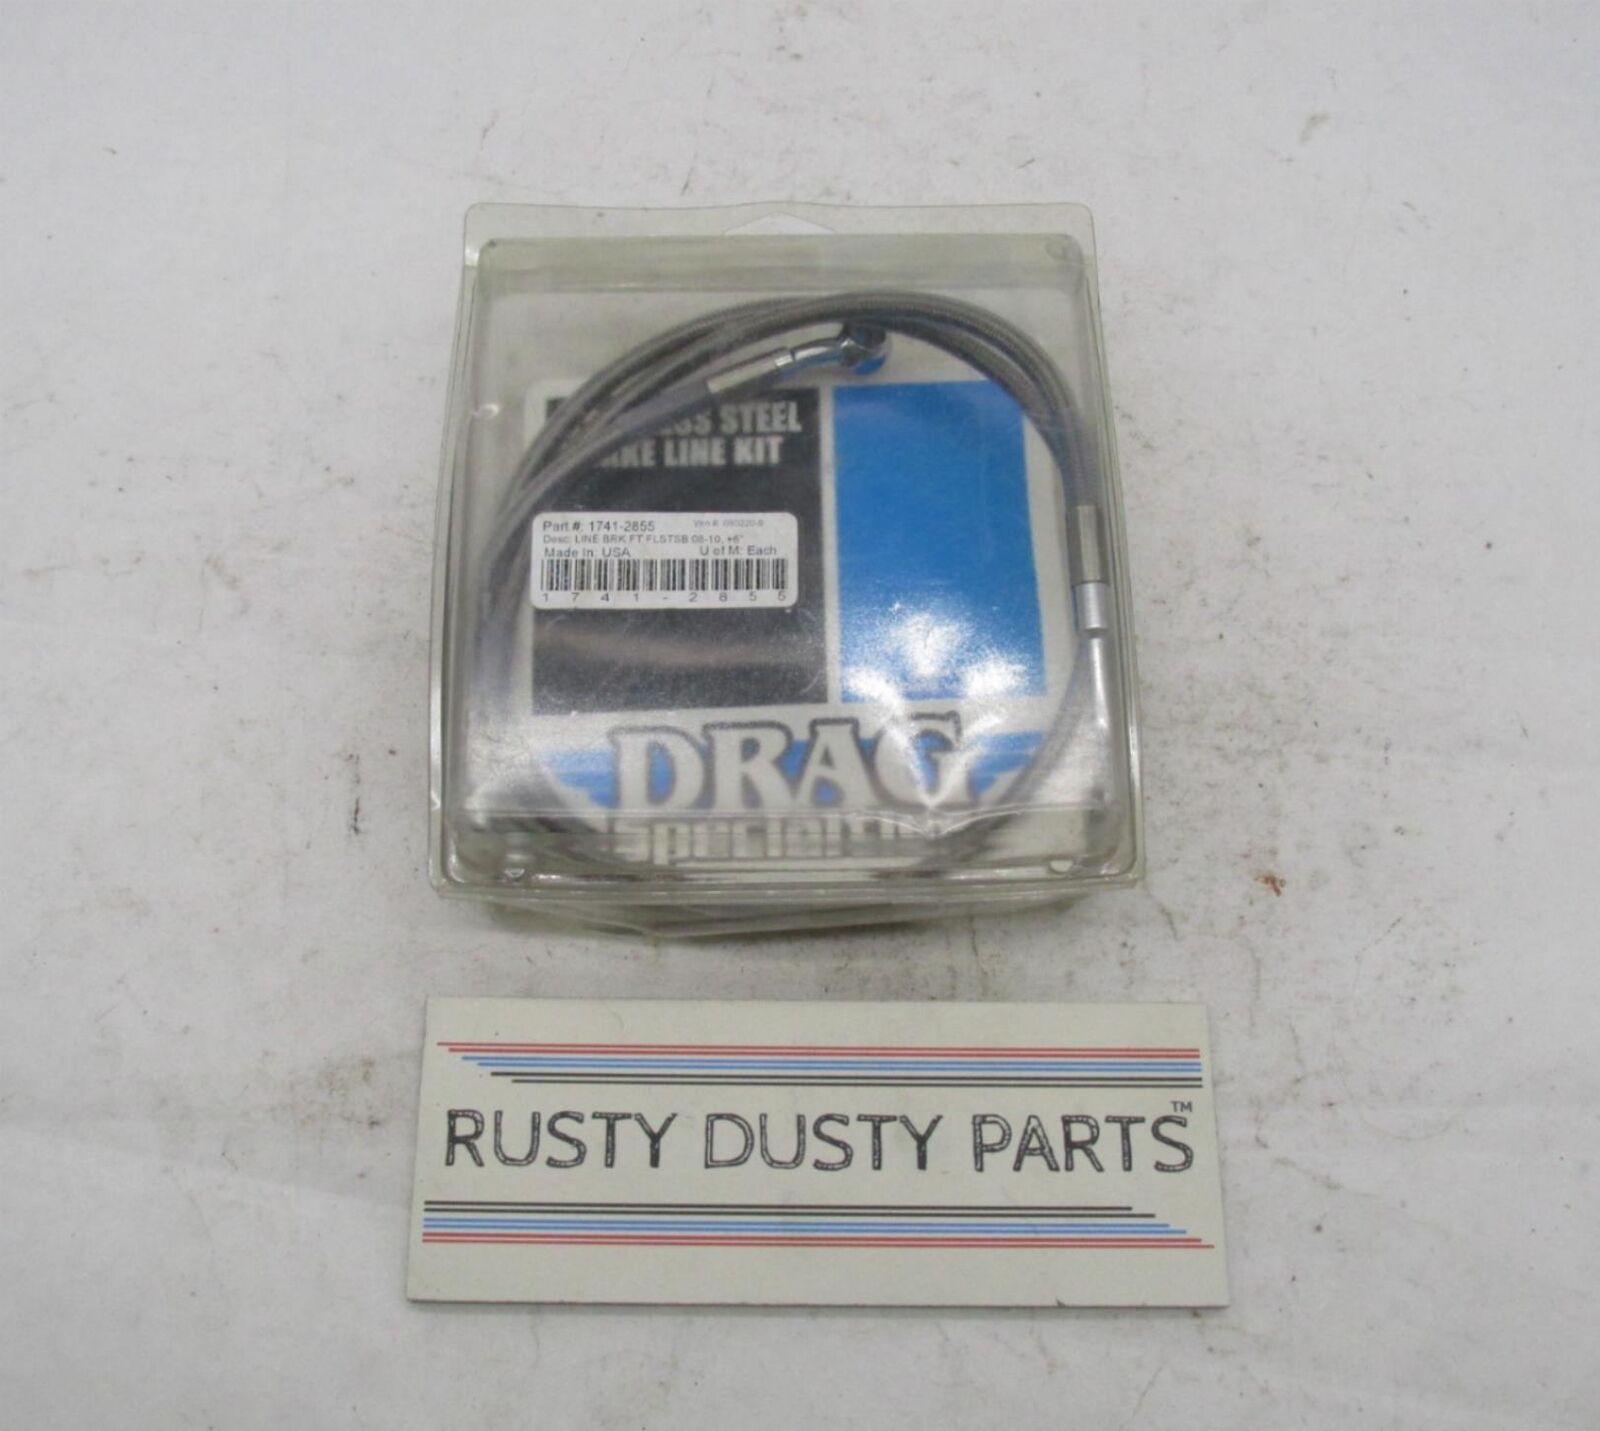 STEEL
LINE KIT
Part #: 1741-2855
Desc: LINE BRK FT FLSTSB 08-10, +6"
Made In: USA U of M: Each
1741-2855
DRAG
RUSTY DUSTY PARTS™